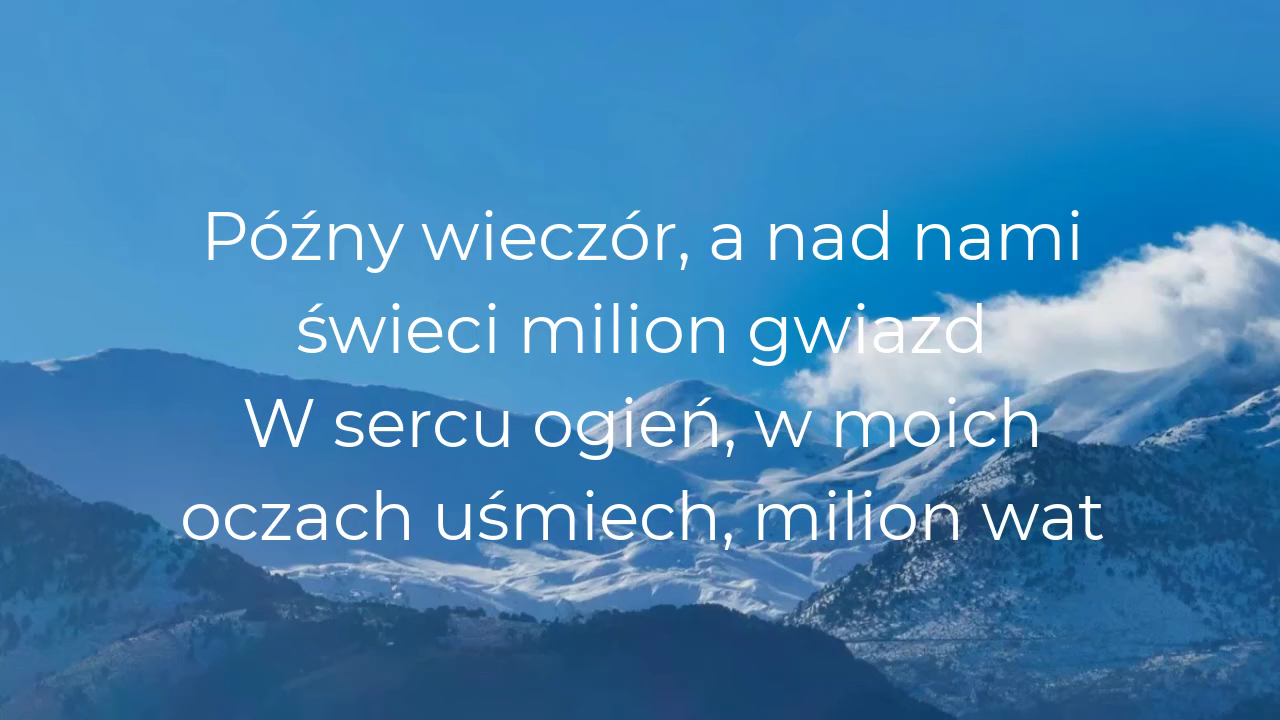 Późny wieczór, a nad nami
świeci milion gwiazd
W sercu ogień, w moich
oczach uśmiech, milion wat